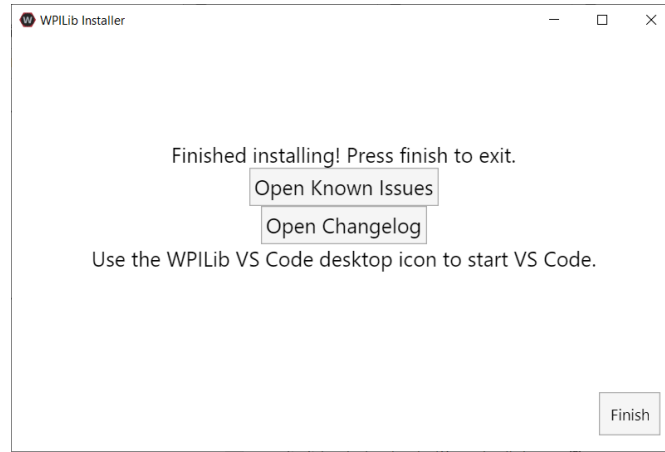 WPILib Installer
Finished installing! Press finish to exit.
Open Known Issues
Open Changelog
Use the WPILib VS Code desktop icon to start VS Code.
Finish